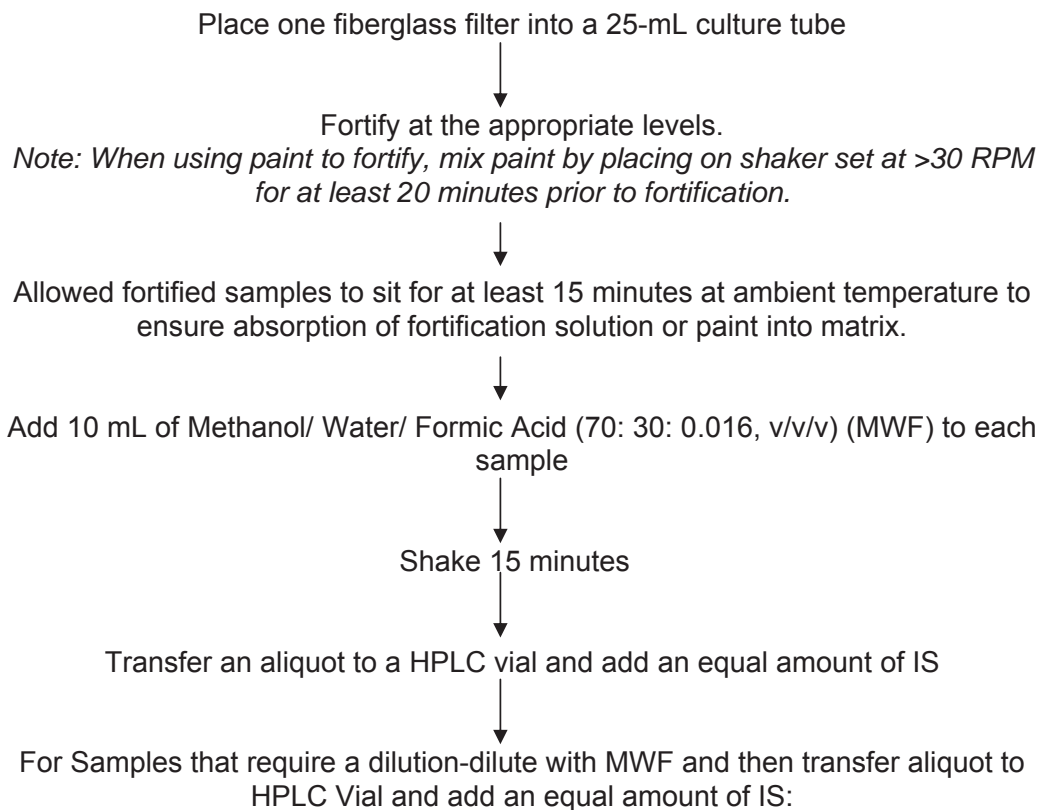 Place one fiberglass filter into a 25-mL culture tube
Fortify at the appropriate levels.
Note: When using paint to fortify, mix paint by placing on shaker set at >30 RPM
for at least 20 minutes prior to fortification.
Allowed fortified samples to sit for at least 15 minutes at ambient temperature to
ensure absorption of fortification solution or paint into matrix.
Add 10 mL of Methanol/ Water/ Formic Acid (70: 30: 0.016, v/v/v) (MWF) to each
sample
Shake 15 minutes
Transfer an aliquot to a HPLC vial and add an equal amount of IS
For Samples that require a dilution-dilute with MWF and then transfer aliquot to
HPLC Vial and add an equal amount of IS: